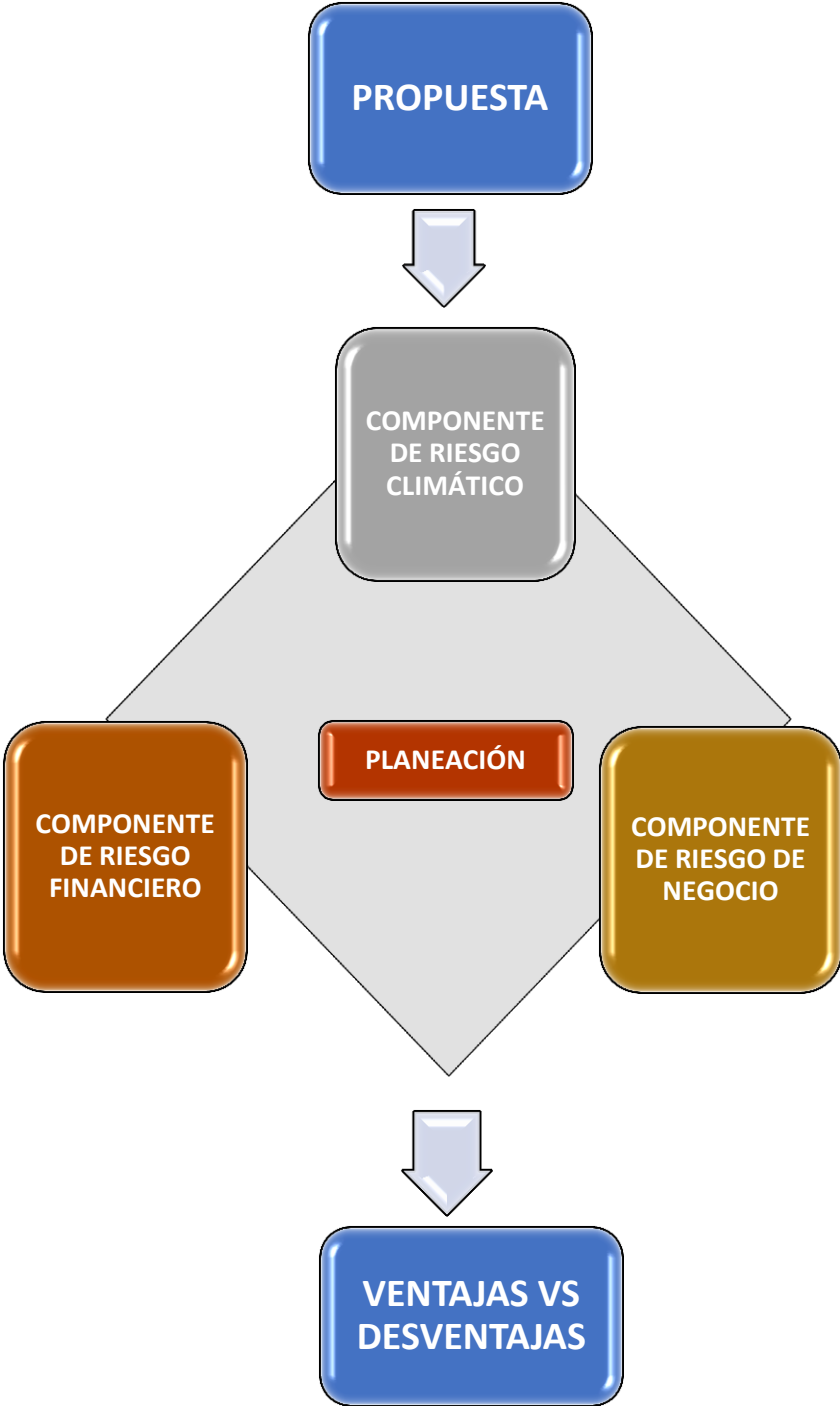 PROPUESTA
COMPONENTE
DE RIESGO
CLIMÁTICO
PLANEACIÓN
COMPONENTE
DE RIESGO
FINANCIERO
COMPONENTE
DE RIESGO DE
NEGOCIO
VENTAJAS VS
DESVENTAJAS